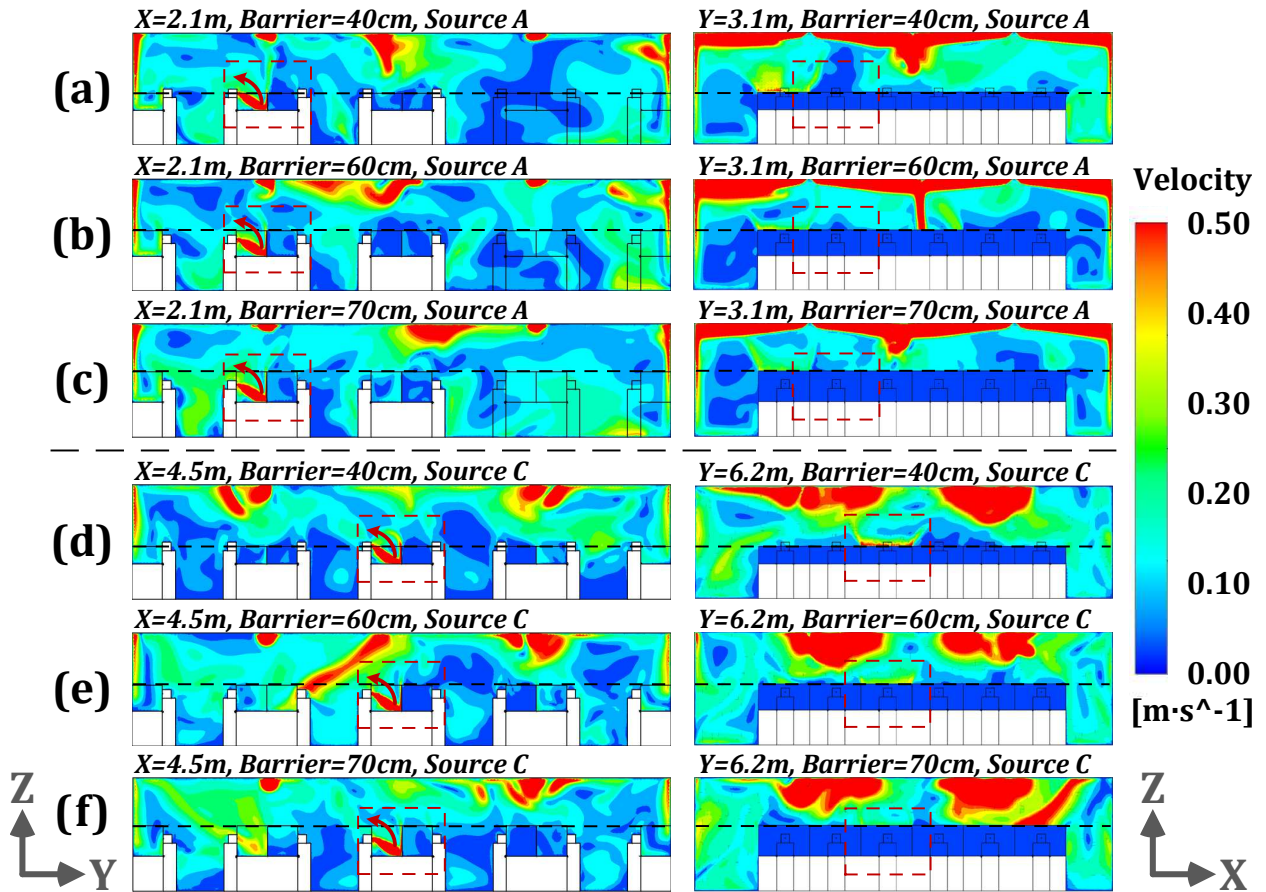 X=2.1m, Barrier=40cm, Source A
Y=3.1m, Barrier=40cm, Source A
(a)
X=2.1m, Barrier=60cm, Source A
Y=3.1m, Barrier=60cm, Source A
(b)
X=2.1m, Barrier=70cm, Source A
Y=3.1m, Barrier=70cm, Source A
(c)
X=4.5m, Barrier=40cm, Source C
Y=6.2m, Barrier=40cm, Source C
(d)
X=4.5m, Barrier=60cm, Source C
Y=6.2m, Barrier=60cm, Source C
(e)
X=4.5m, Barrier=70cm, Source C
Y=6.2m, Barrier=70cm, Source C
(f)
Velocity
0.50
0.40
0.30
0.20
0.10
0.00
[m·s^-1]
Z
Y
Z
X